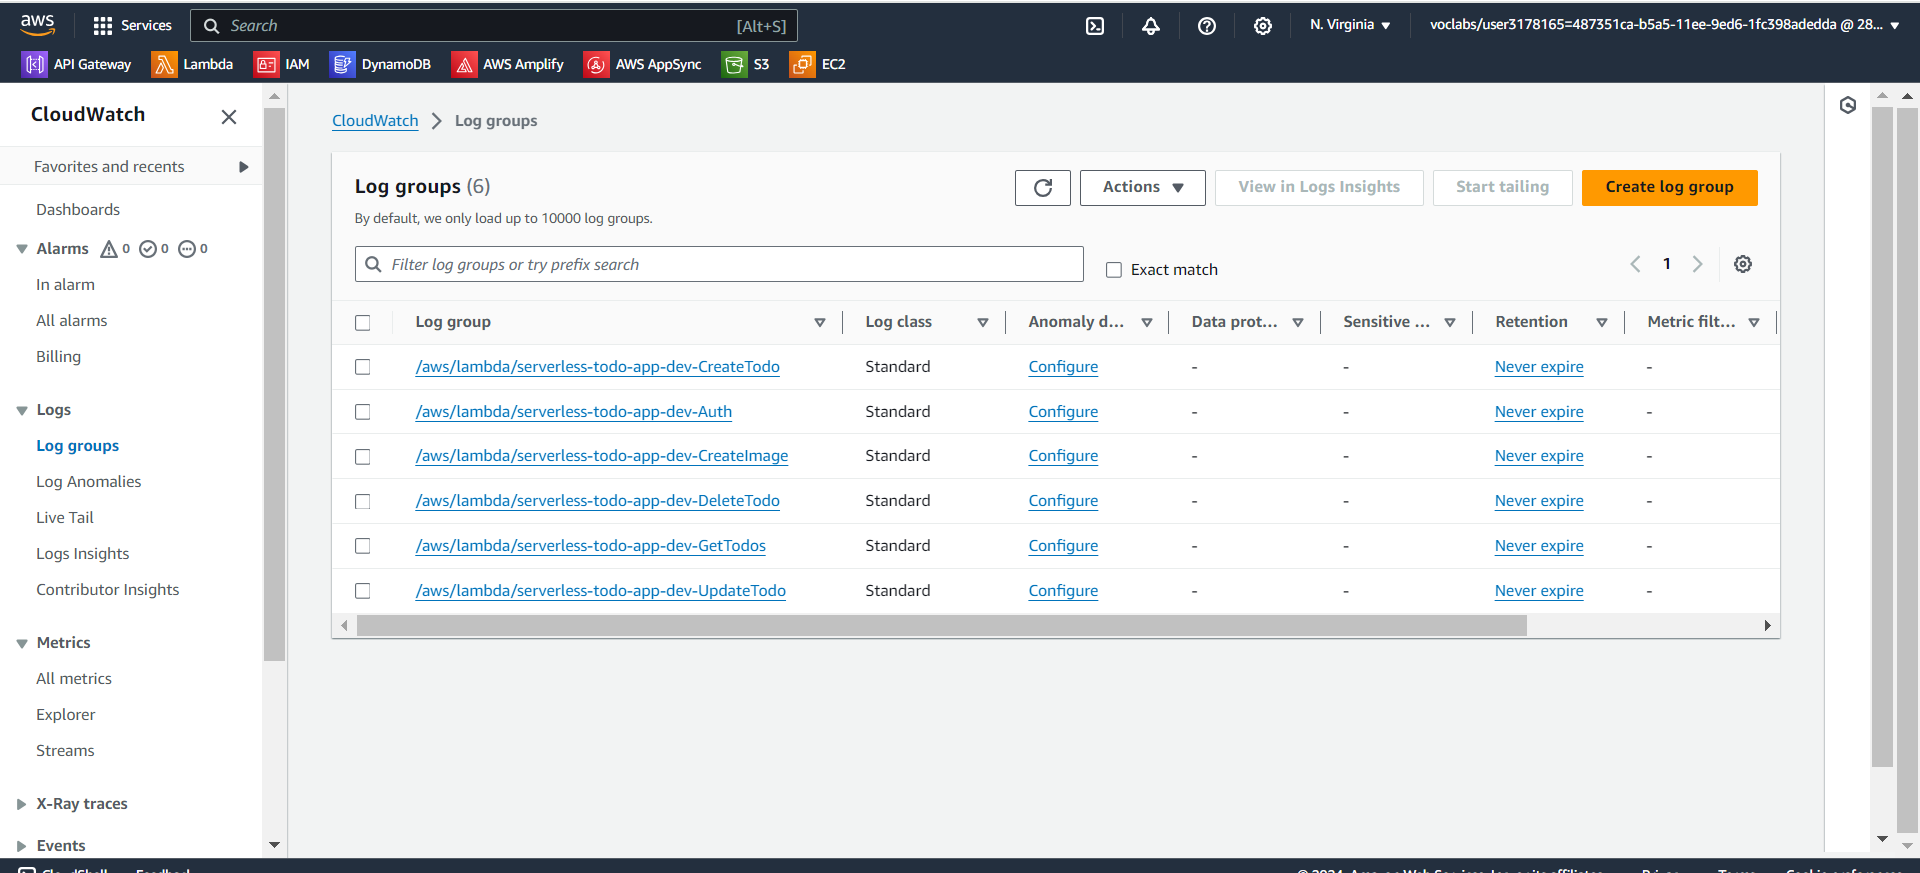 aws Services Search [Alt+S] N. Virginia voclabs/user3178165=487351ca-b5a5-11ee-9ed6-1fc398adedda @ 28...
API Gateway Lambda IAM DynamoDB AWS Amplify AWS AppSync S3 EC2
CloudWatch
Favorites and recents
Dashboards
Alarms 0 0 0
In alarm
All alarms
Billing
Logs
Log groups
Log Anomalies
Live Tail
Logs Insights
Contributor Insights
Metrics
All metrics
Explorer
Streams
X-Ray traces
Events
CloudWatch Log groups
Log groups (6)
Actions View in Logs Insights Start tailing Create log group
By default, we only load up to 10000 log groups.
Filter log groups or try prefix search Exact match 1
Log group Log class Anomaly d... Data prot... Sensitive ... Retention Metric filt...
/aws/lambda/serverless-todo-app-dev-CreateTodo Standard Configure - - Never expire -
/aws/lambda/serverless-todo-app-dev-Auth Standard Configure - - Never expire -
/aws/lambda/serverless-todo-app-dev-CreateImage Standard Configure - - Never expire -
/aws/lambda/serverless-todo-app-dev-DeleteTodo Standard Configure - - Never expire -
/aws/lambda/serverless-todo-app-dev-GetTodos Standard Configure - - Never expire -
/aws/lambda/serverless-todo-app-dev-UpdateTodo Standard Configure - - Never expire -